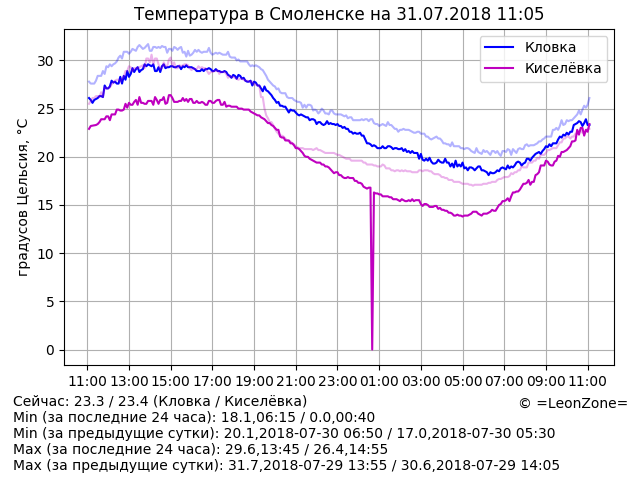 Температура в Смоленске на 31.07.2018 11:05
Кловка
Киселёвка
градусов Цельсия, °C
30
25
20
15
10
5
0
11:00 13:00 15:00 17:00 19:00 21:00 23:00 01:00 03:00 05:00 07:00 09:00 11:00
Сейчас: 23.3 / 23.4 (Кловка / Киселёвка)
© =LeonZone=
Min (за последние 24 часа): 18.1,06:15 / 0.0,00:40
Min (за предыдущие сутки): 20.1,2018-07-30 06:50 / 17.0,2018-07-30 05:30
Max (за последние 24 часа): 29.6,13:45 / 26.4,14:55
Max (за предыдущие сутки): 31.7,2018-07-29 13:55 / 30.6,2018-07-29 14:05